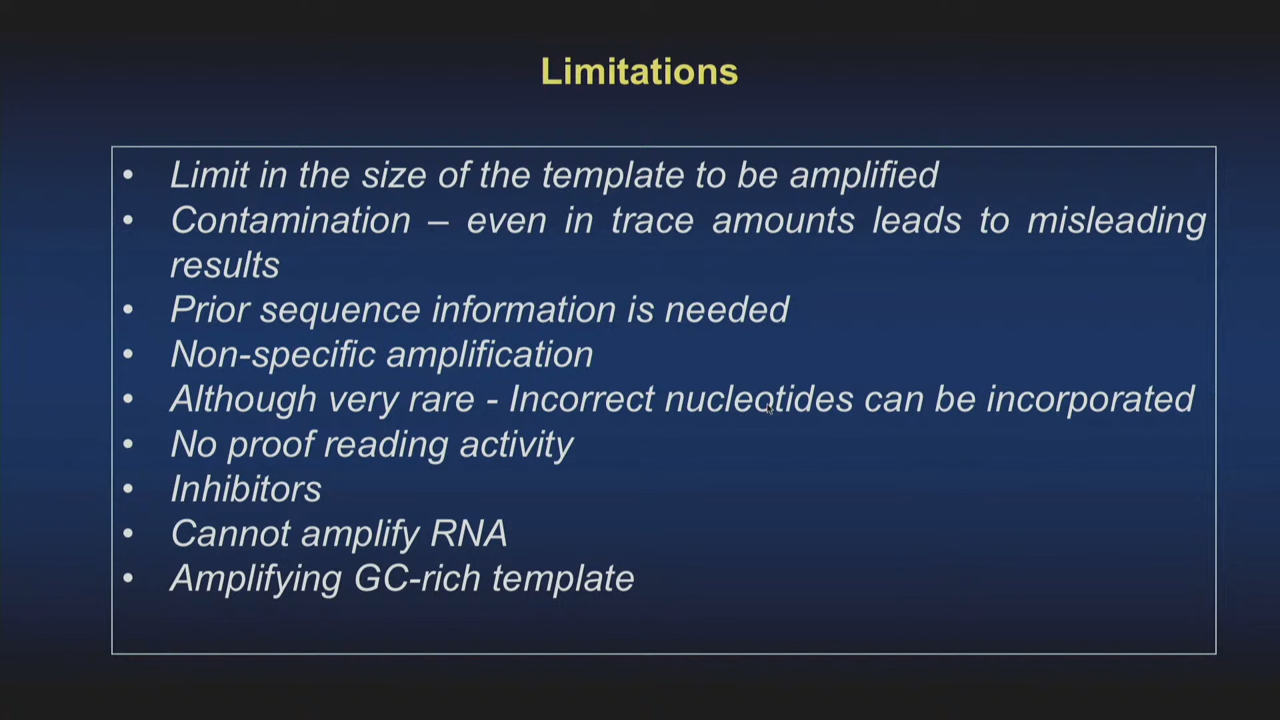 Limitations
• Limit in the size of the template to be amplified
• Contamination – even in trace amounts leads to misleading
results
• Prior sequence information is needed
• Non-specific amplification
• Although very rare - Incorrect nucleotides can be incorporated
• No proof reading activity
• Inhibitors
• Cannot amplify RNA
• Amplifying GC-rich template